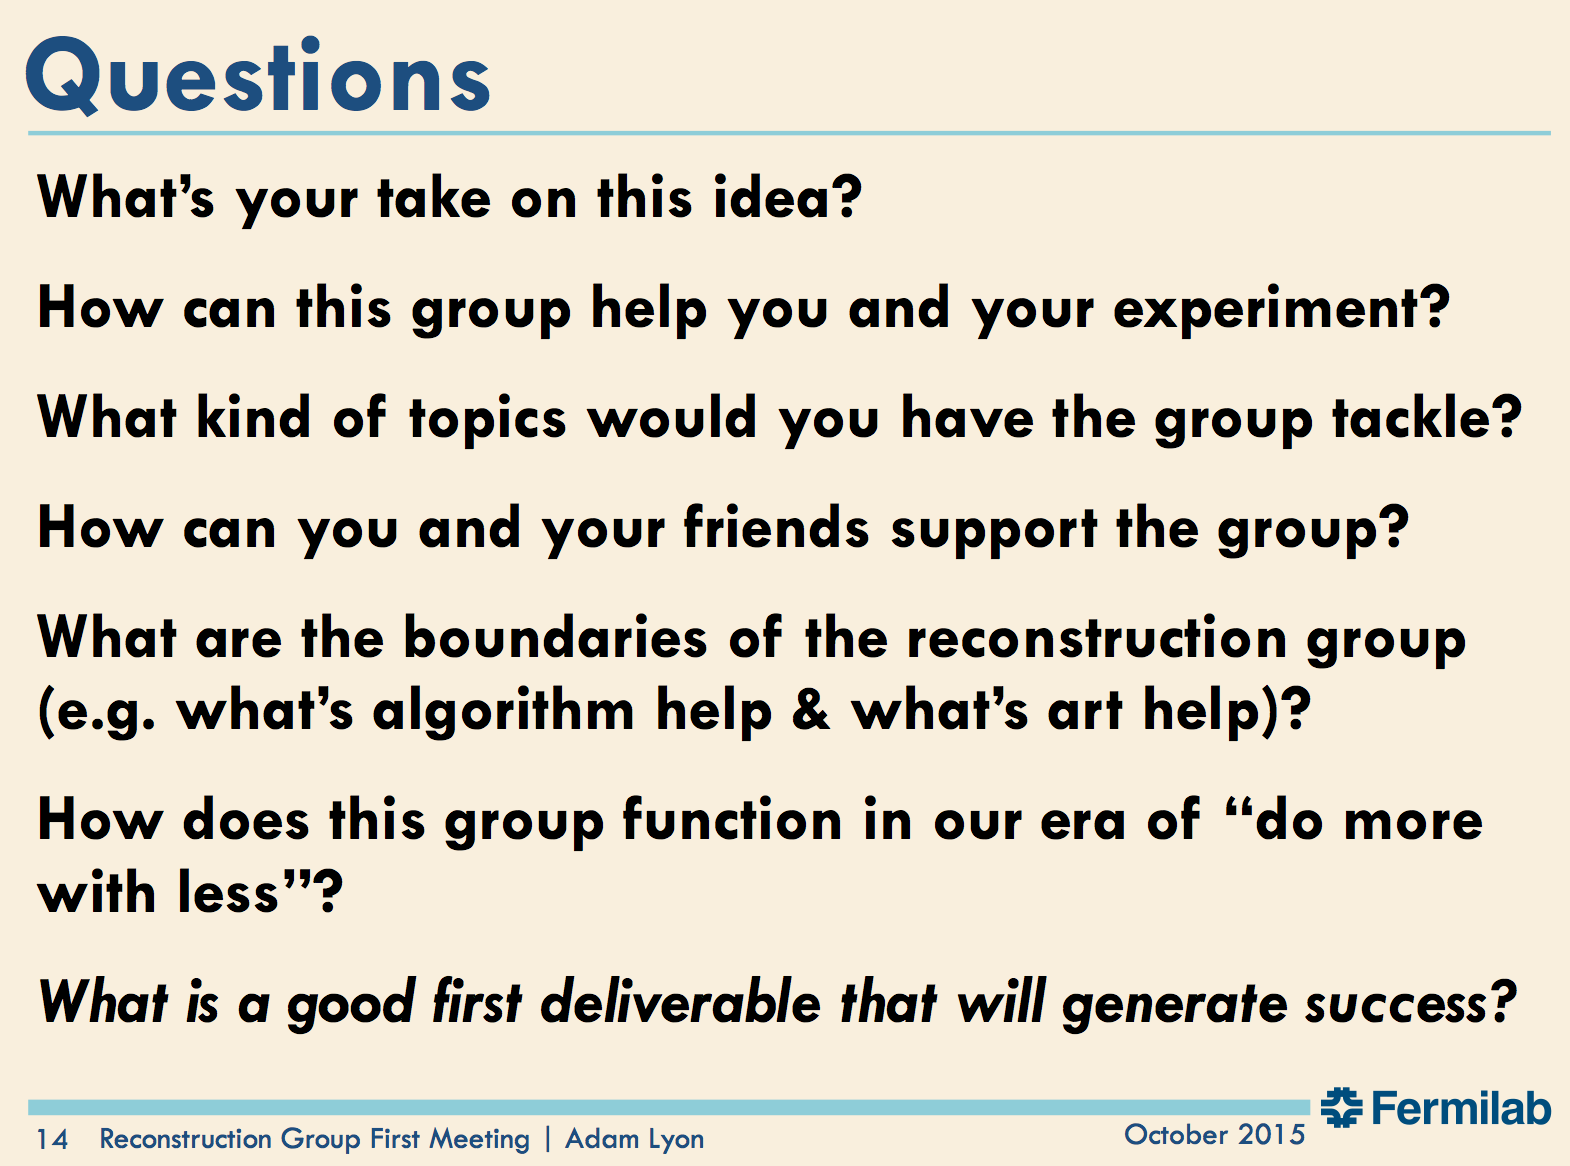 Questions
What’s your take on this idea?
How can this group help you and your experiment?
What kind of topics would you have the group tackle?
How can you and your friends support the group?
What are the boundaries of the reconstruction group
(e.g. what’s algorithm help & what’s art help)?
How does this group function in our era of “do more
with less”?
What is a good first deliverable that will generate success?
14 Reconstruction Group First Meeting | Adam Lyon
October 2015
Fermilab